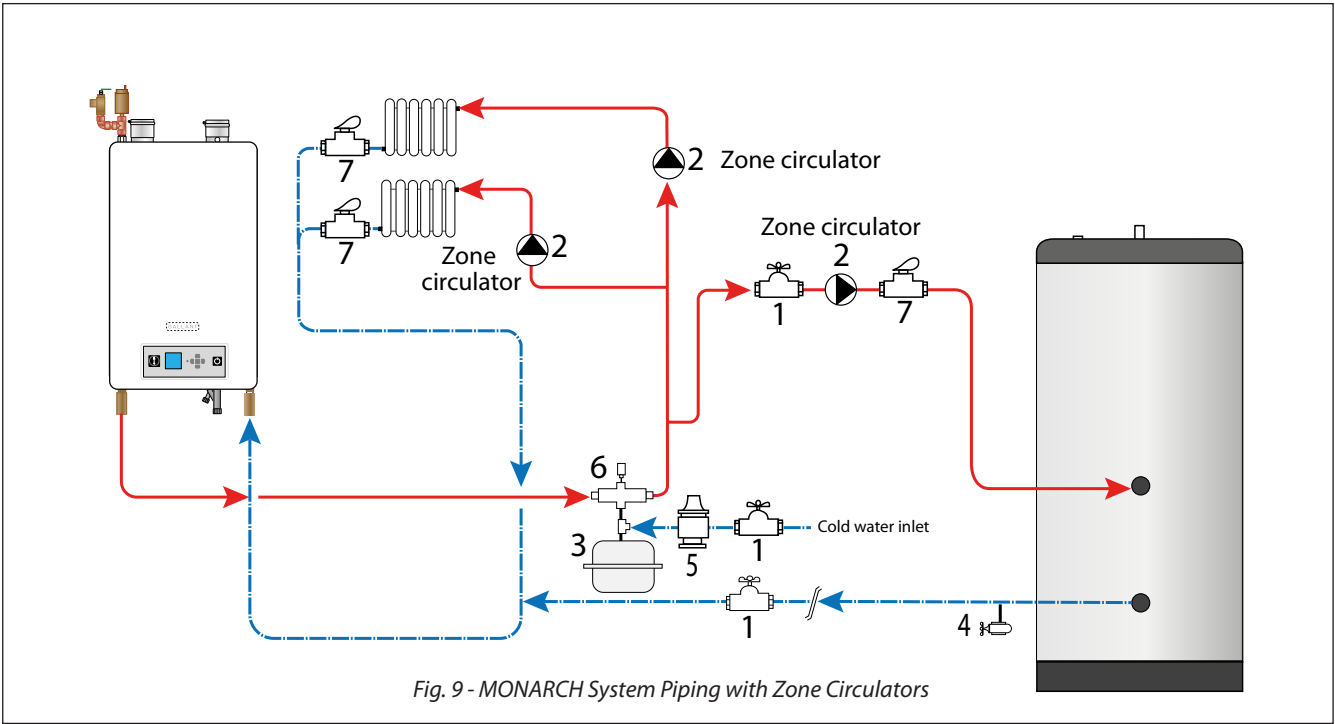 2 Zone circulator
7
Zone circulator
2
7
Zone
circulator
2
1
7
BALLANT
6
Cold water inlet
3
5
1
1
4
Fig. 9 - MONARCH System Piping with Zone Circulators